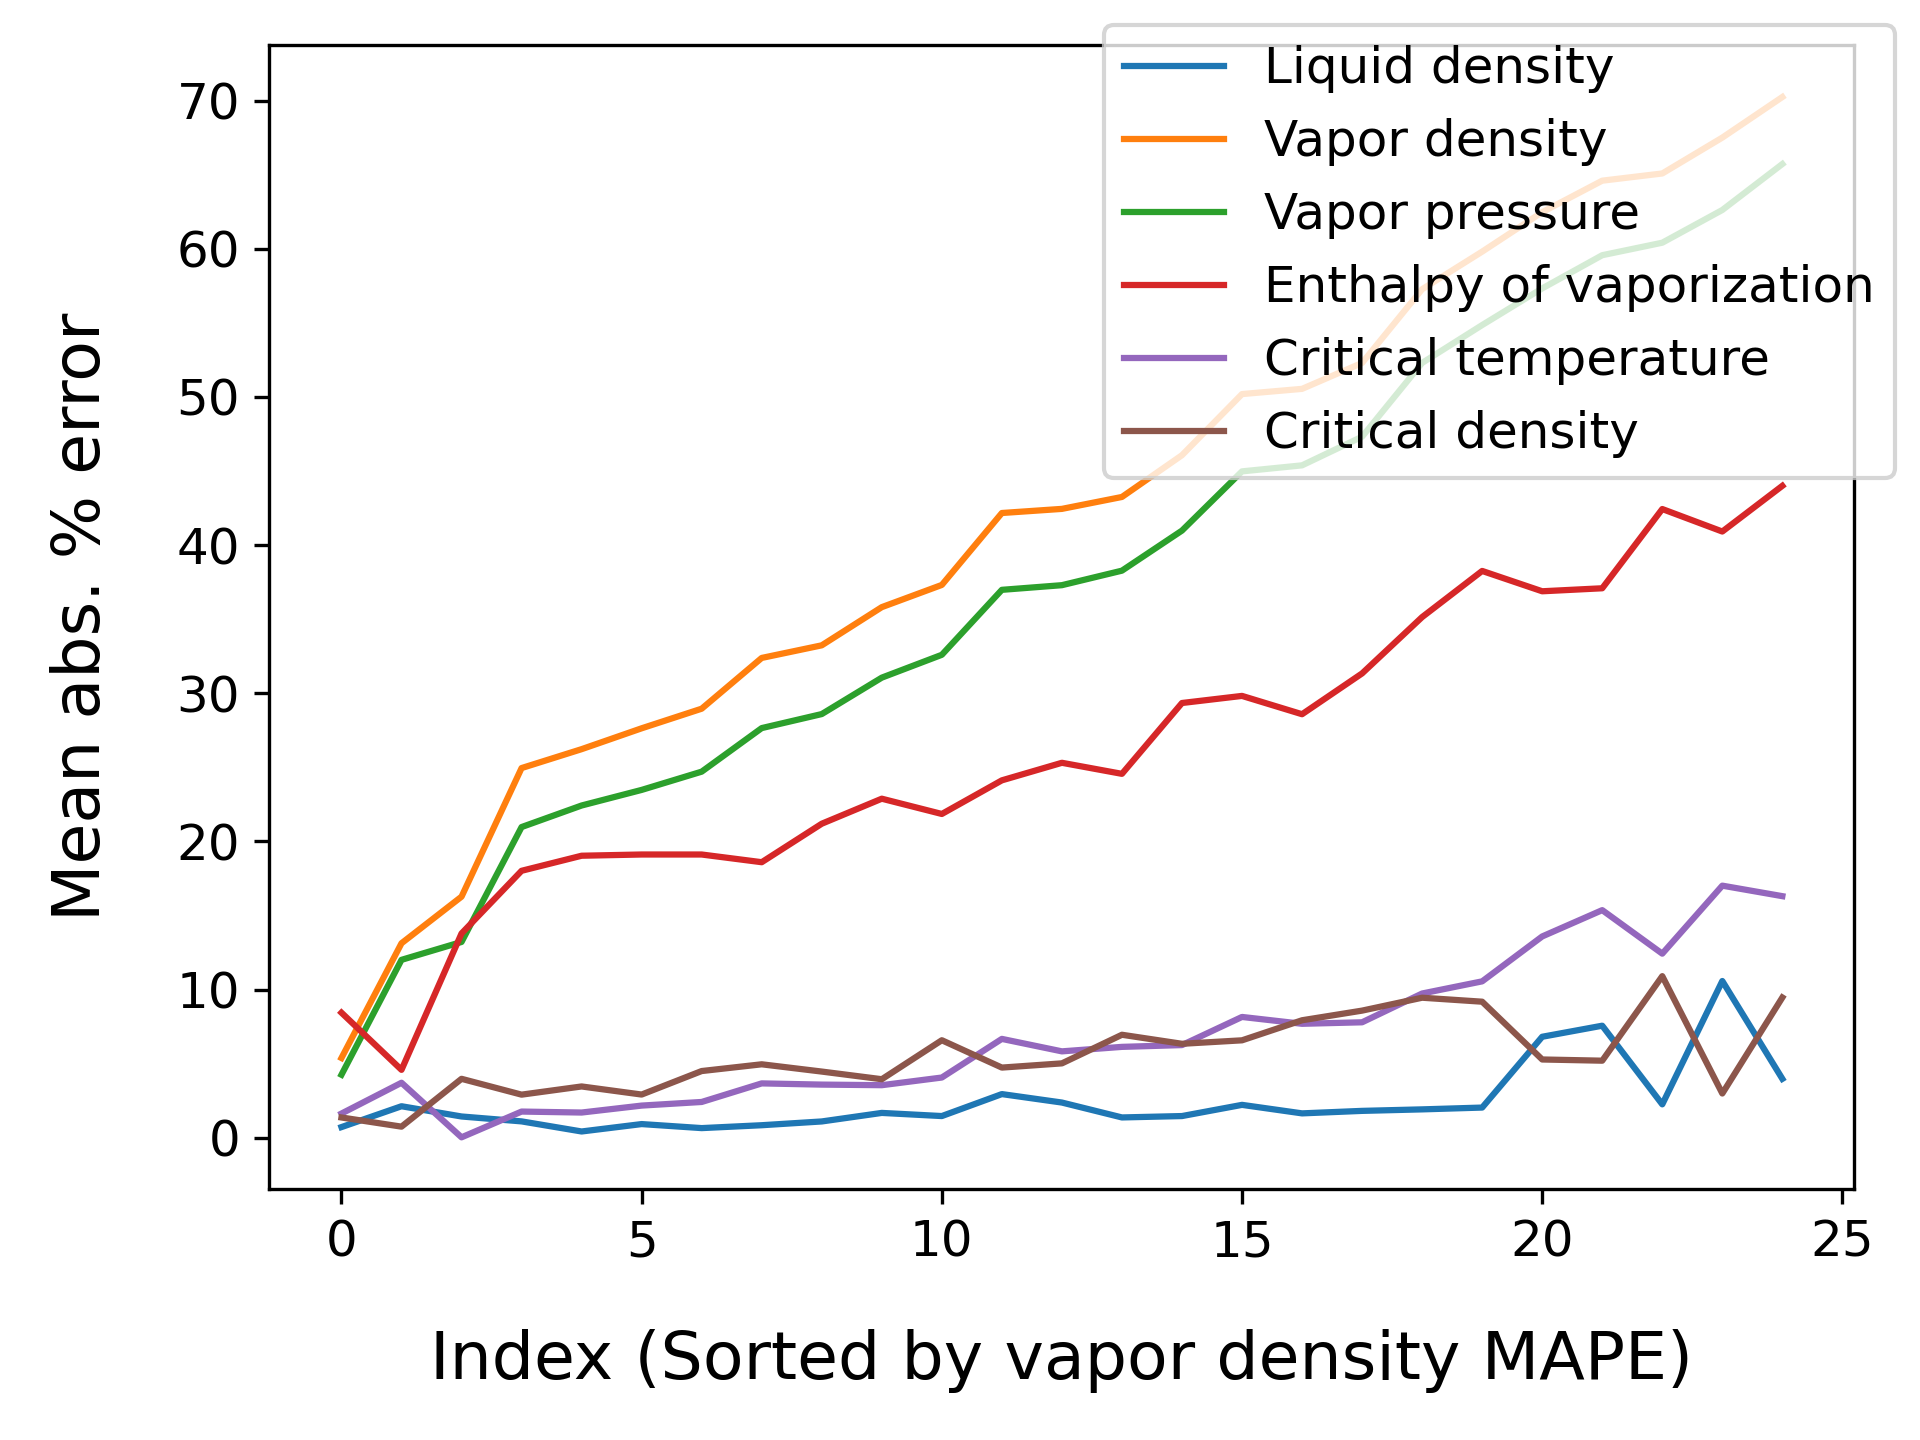 Liquid density
Vapor density
Vapor pressure
Enthalpy of vaporization
Critical temperature
Critical density
Mean abs. % error
70
60
50
40
30
20
10
0
0 5 10 15 20 25
Index (Sorted by vapor density MAPE)